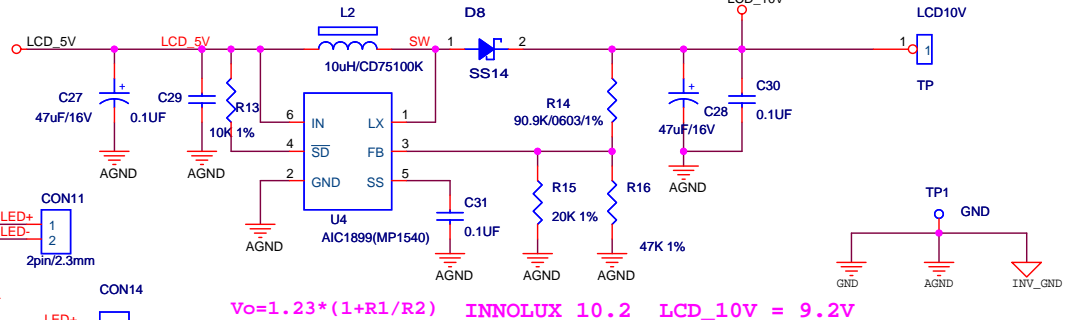 L2
D8
LCD_10V
LCD10V
LCD_5V
LCD_5V
SW
1
2
1
1
10uH/CD75100K
SS14
TP
C27
47uF/16V
0.1UF
C29
R13
10K 1%
6
IN
LX
1
4
SD
FB
3
2
GND
SS
5
U4
AIC1899(MP1540)
R14
90.9K/0603/1%
C28
47uF/16V
C30
0.1UF
AGND
AGND
AGND
AGND
C31
0.1UF
R15
20K 1%
R16
47K 1%
AGND
AGND
AGND
TP1
GND
GND
AGND
INV_GND
CON11
LED+
LED-
1
2
2pin/2.3mm
CON14
LED+
Vo=1.23*(1+R1/R2)
INNOLUX 10.2 LCD_10V = 9.2V